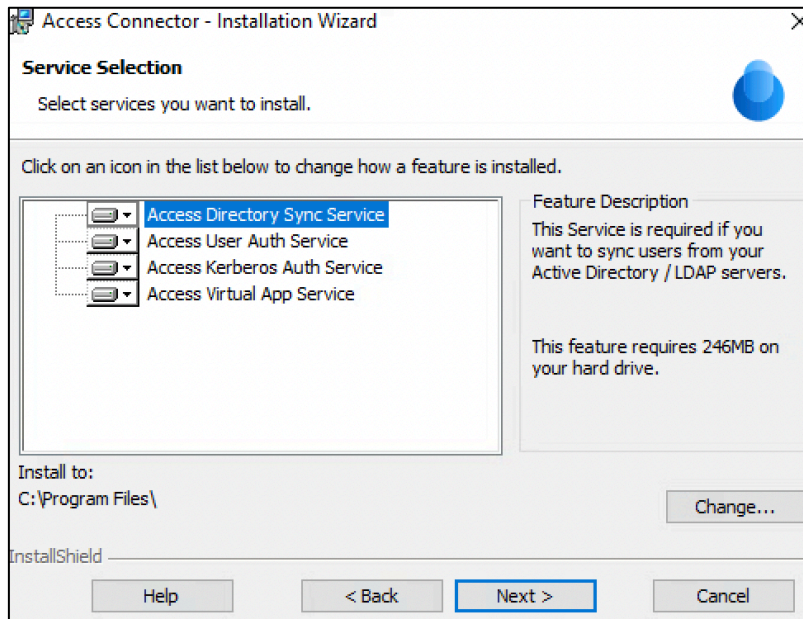 Access Connector - Installation Wizard
Service Selection
Select services you want to install.
Click on an icon in the list below to change how a feature is installed.
Access Directory Sync Service
Access User Auth Service
Access Kerberos Auth Service
Access Virtual App Service
Feature Description
This Service is required if you
want to sync users from your
Active Directory / LDAP servers.
This feature requires 246MB on
your hard drive.
Install to:
C:\Program Files\
Change...
InstallShield
Help
< Back
Next >
Cancel